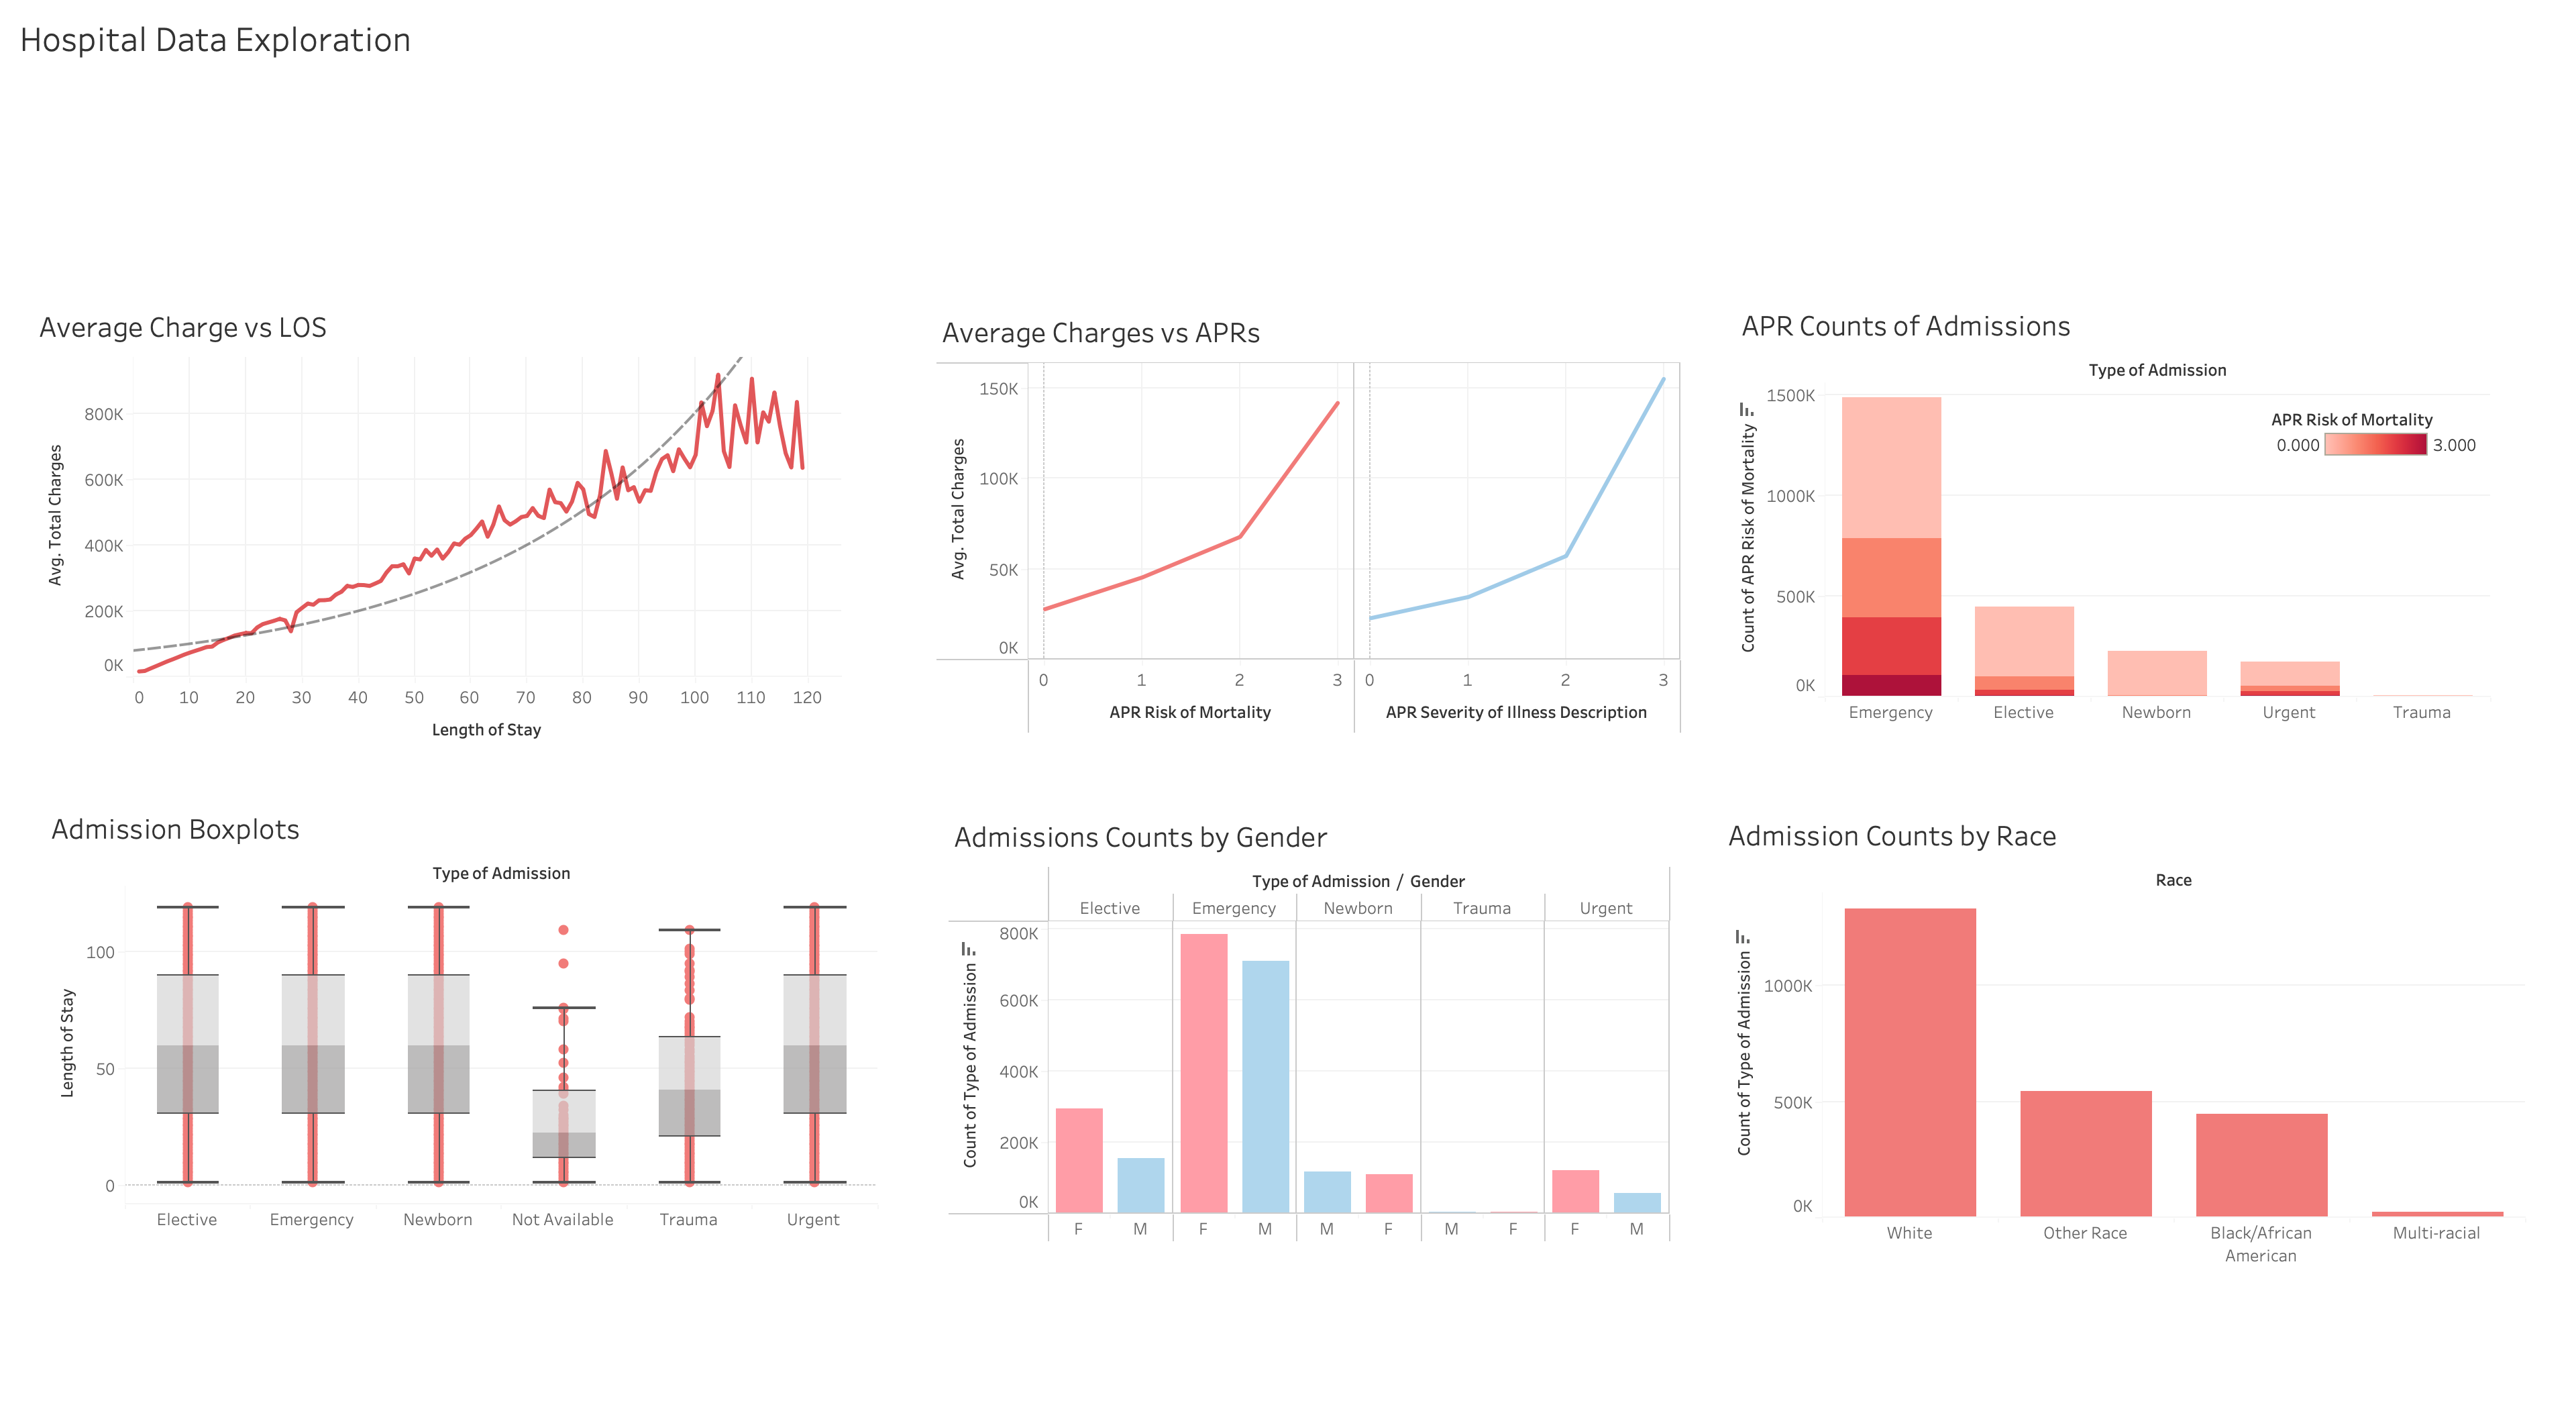 Hospital Data Exploration
Average Charge vs LOS
Avg. Total Charges
800K
600K
400K
200K
0K
0 10 20 30 40 50 60 70 80 90 100 110 120
Length of Stay
Average Charges vs APRs
Avg. Total Charges
150K
100K
50K
0K
0 1 2 3 0 1 2 3
APR Risk of Mortality APR Severity of Illness Description
APR Counts of Admissions
Type of Admission
Count of APR Risk of Mortality
1500K
1000K
500K
0K
APR Risk of Mortality
0.000 3.000
Emergency Elective Newborn Urgent Trauma
Admission Boxplots
Type of Admission
Length of Stay
100
50
0
Elective Emergency Newborn Not Available Trauma Urgent
Admissions Counts by Gender
Type of Admission / Gender
Elective Emergency Newborn Trauma Urgent
Count of Type of Admission
800K
600K
400K
200K
0K
F M F M M F M F F M
Admission Counts by Race
Race
Count of Type of Admission
1000K
500K
0K
White Other Race Black/African Multi-racial
American